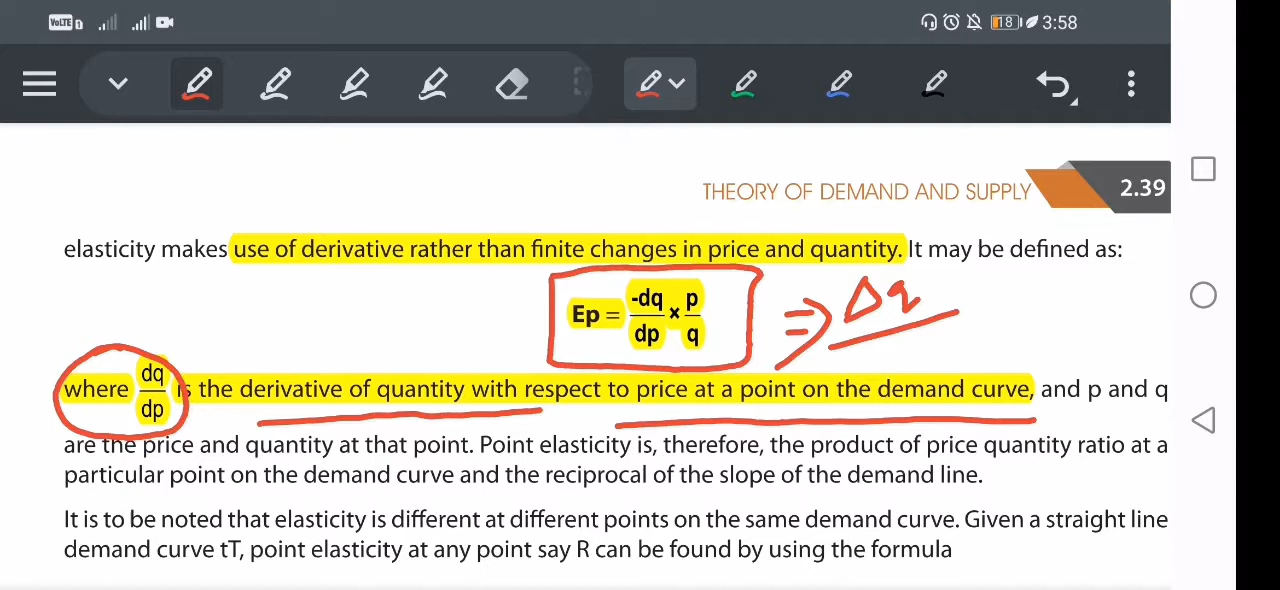 VoLTE 1 18 3:58
THEORY OF DEMAND AND SUPPLY 2.39
elasticity makes use of derivative rather than finite changes in price and quantity. It may be defined as:
Ep = -dq/dp × p/q ⇒ Δq
where dq/dp is the derivative of quantity with respect to price at a point on the demand curve, and p and q
are the price and quantity at that point. Point elasticity is, therefore, the product of price quantity ratio at a
particular point on the demand curve and the reciprocal of the slope of the demand line.
It is to be noted that elasticity is different at different points on the same demand curve. Given a straight line
demand curve tT, point elasticity at any point say R can be found by using the formula